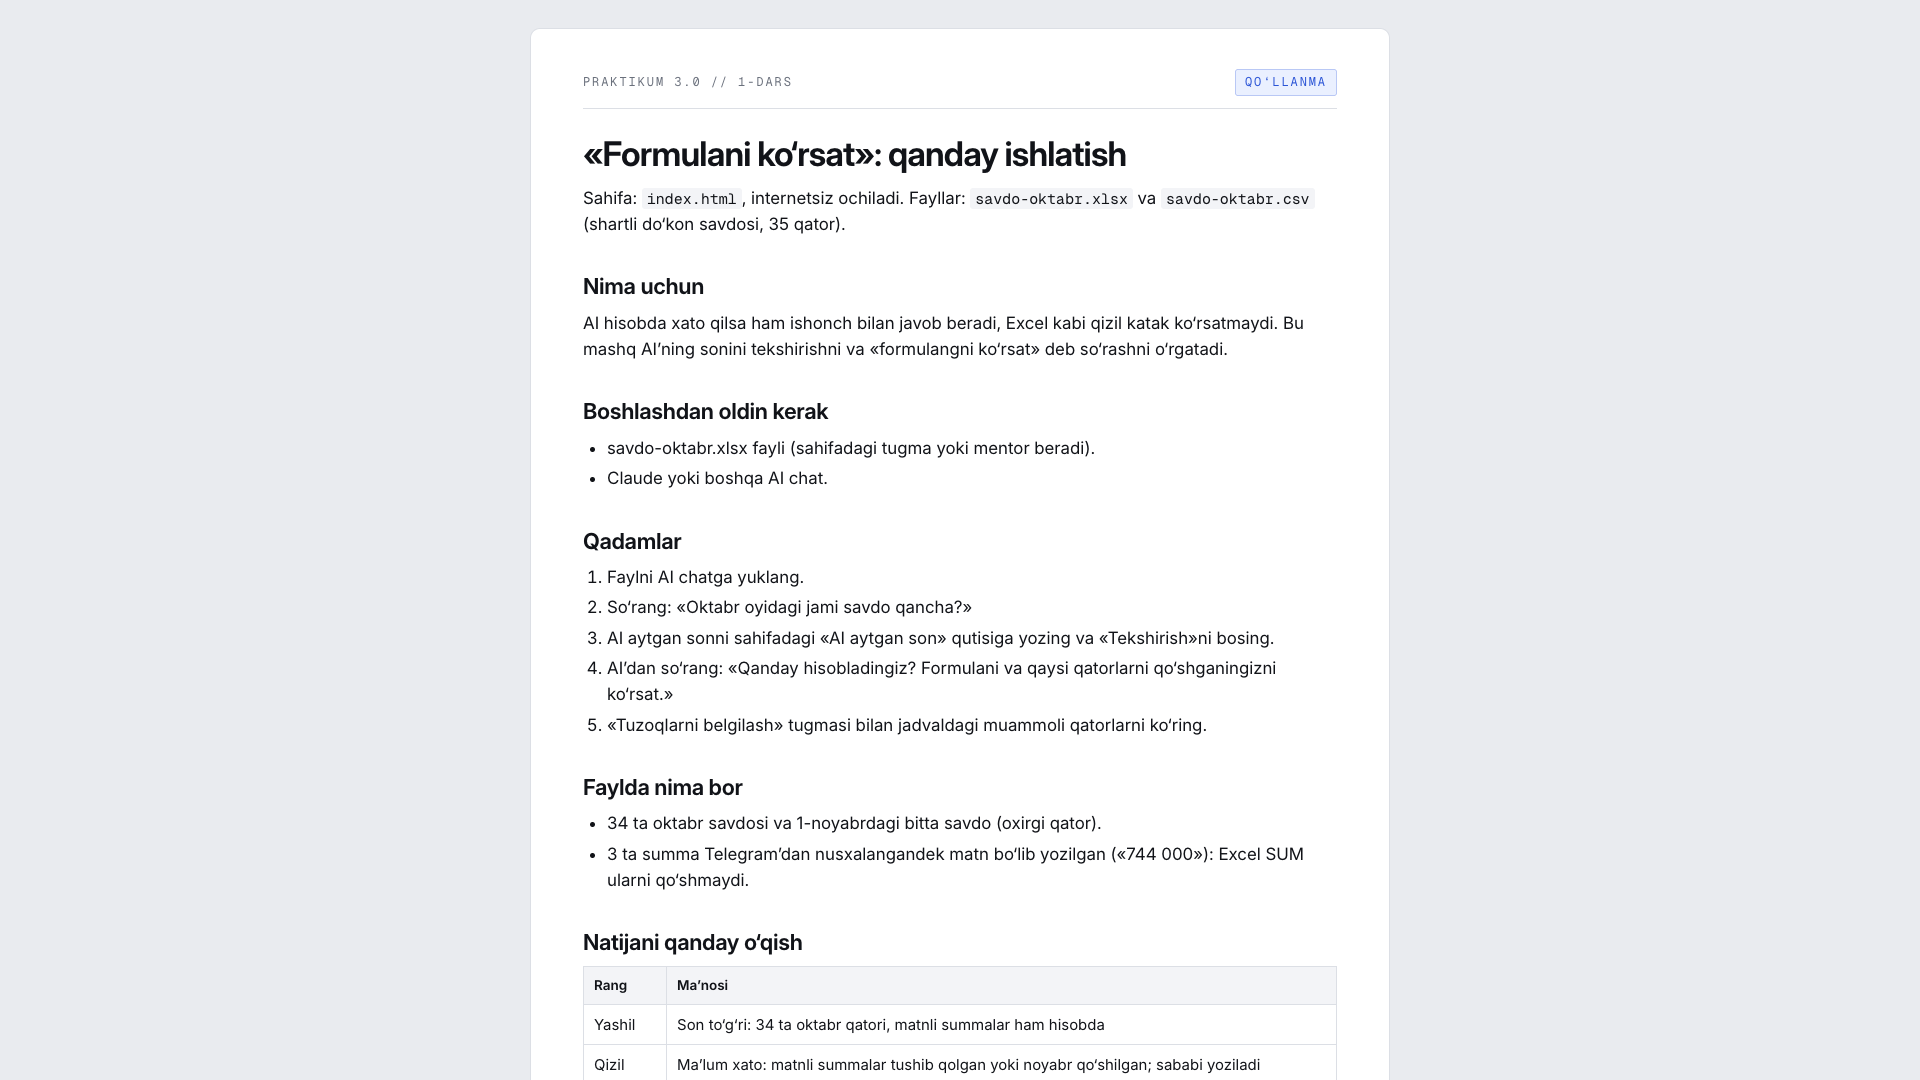 PRAKTIKUM 3.0 // 1-DARS
QO‘LLANMA
«Formulani ko‘rsat»: qanday ishlatish
Sahifa: index.html, internetsiz ochiladi. Fayllar: savdo-oktabr.xlsx va savdo-oktabr.csv
(shartli do‘kon savdosi, 35 qator).
Nima uchun
AI hisobda xato qilsa ham ishonch bilan javob beradi, Excel kabi qizil katak ko‘rsatmaydi. Bu
mashq AI’ning sonini tekshirishni va «formulangni ko‘rsat» deb so‘rashni o‘rgatadi.
Boshlashdan oldin kerak
• savdo-oktabr.xlsx fayli (sahifadagi tugma yoki mentor beradi).
• Claude yoki boshqa AI chat.
Qadamlar
1. Faylni AI chatga yuklang.
2. So‘rang: «Oktabr oyidagi jami savdo qancha?»
3. AI aytgan sonni sahifadagi «AI aytgan son» qutisiga yozing va «Tekshirish»ni bosing.
4. AI’dan so‘rang: «Qanday hisobladingiz? Formulani va qaysi qatorlarni qo‘shganingizni
ko‘rsat.»
5. «Tuzoqlarni belgilash» tugmasi bilan jadvaldagi muammoli qatorlarni ko‘ring.
Faylda nima bor
• 34 ta oktabr savdosi va 1-noyabrdagi bitta savdo (oxirgi qator).
• 3 ta summa Telegram’dan nusxalangandek matn bo‘lib yozilgan («744 000»): Excel SUM
ularni qo‘shmaydi.
Natijani qanday o‘qish
Rang Ma’nosi
Yashil Son to‘g‘ri: 34 ta oktabr qatori, matnli summalar ham hisobda
Qizil Ma’lum xato: matnli summalar tushib qolgan yoki noyabr qo‘shilgan; sababi yoziladi